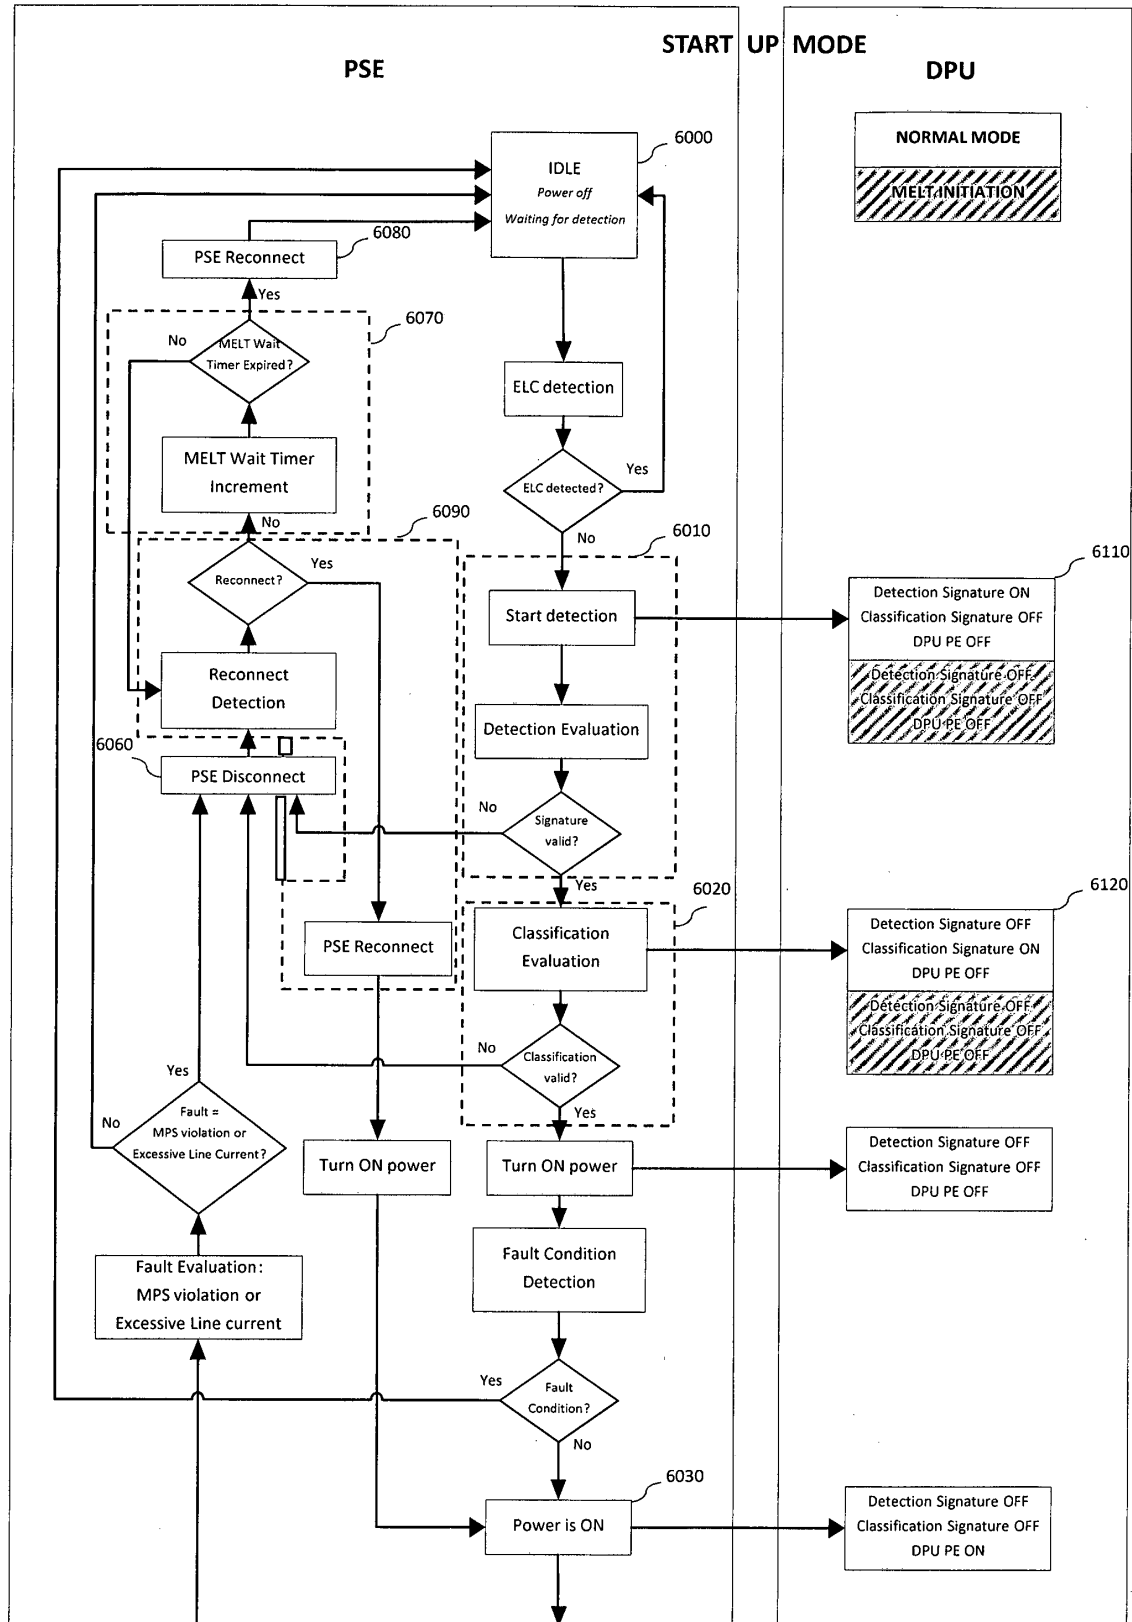 START UP MODE
PSE
DPU
6000
IDLE
Power off
Waiting for detection
NORMAL MODE
MELT INITIATION
6080
PSE Reconnect
Yes
6070
No
MELT Wait
Timer Expired?
ELC detection
MELT Wait Timer
Increment
Yes
ELC detected?
No
6090
No
6010
Yes
Reconnect?
Start detection
6110
Detection Signature ON
Classification Signature OFF
DPU PE OFF
Detection Signature OFF
Classification Signature OFF
DPU PE OFF
Reconnect
Detection
Detection Evaluation
6060
PSE Disconnect
No
Signature
valid?
Yes
6020
6120
Classification
Evaluation
PSE Reconnect
Detection Signature OFF
Classification Signature ON
DPU PE OFF
Detection Signature OFF
Classification Signature OFF
DPU PE OFF
No
Classification
valid?
Yes
Yes
No
Fault =
MPS violation or
Excessive Line Current?
Turn ON power
Turn ON power
Detection Signature OFF
Classification Signature OFF
DPU PE OFF
Fault Condition
Detection
Fault Evaluation:
MPS violation or
Excessive Line current
Yes
Fault
Condition?
No
6030
Power is ON
Detection Signature OFF
Classification Signature OFF
DPU PE ON